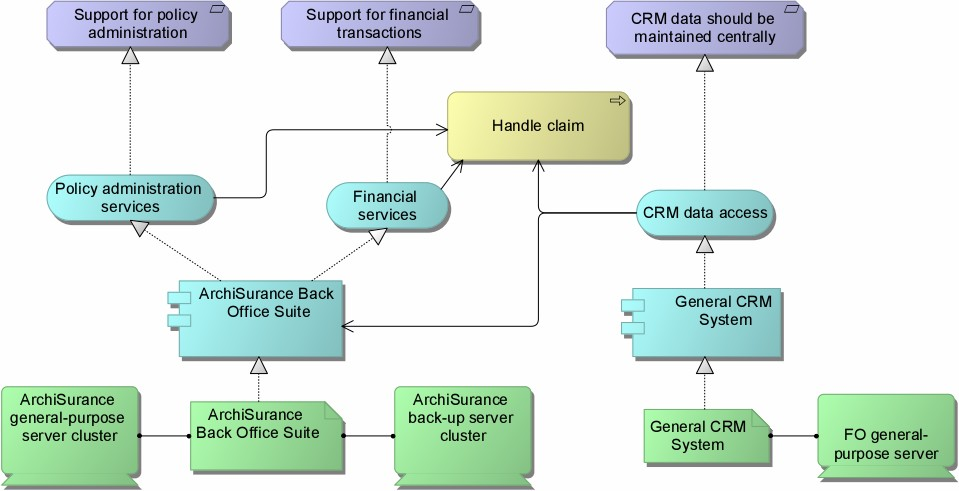 Support for policy
administration
Support for financial
transactions
CRM data should be
maintained centrally
Handle claim
Policy administration
services
Financial
services
CRM data access
ArchiSurance Back
Office Suite
General CRM
System
ArchiSurance
general-purpose
server cluster
ArchiSurance
Back Office Suite
ArchiSurance
back-up server
cluster
General CRM
System
FO general-
purpose server